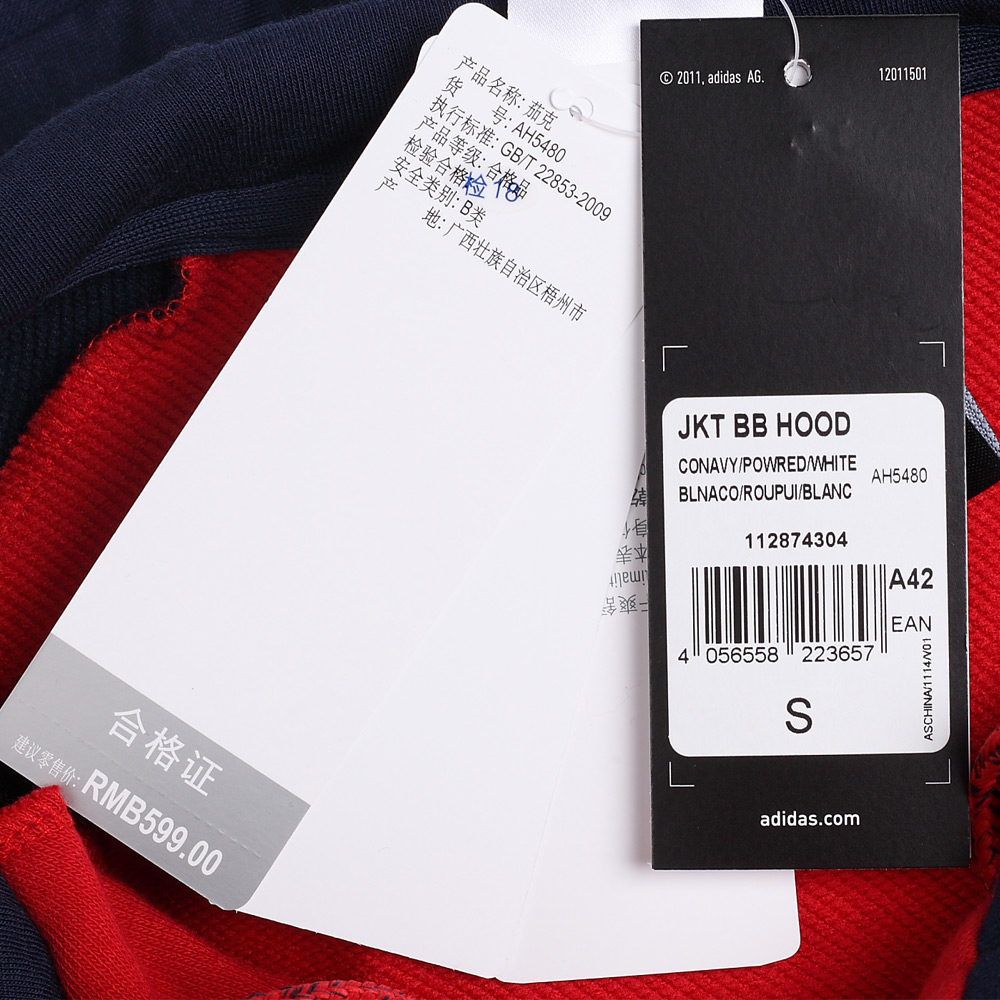 产品名称: 茄克
货 号: AH5480
执行标准: GB/T 22853-2009
产品等级: 合格品
检验合格 检 18
安全类别: B类
产 地: 广西壮族自治区梧州市
合格证
建议零售价: RMB599.00
© 2011, adidas AG. 12011501
JKT BB HOOD
CONAVY/POWRED/WHITE
BLNACO/ROUPUI/BLANC
AH5480
112874304
A42
EAN
4 056558 223657
S
ASCHINA/1114/V01
adidas.com